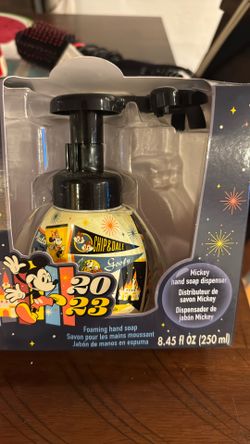 CHIP&DALE
Goofy
20
23
Mickey
hand soap dispenser
Distributeur de
savon Mickey
Dispensador de
jabón Mickey
Foaming hand soap
Savon pour les mains moussant
Jabón de manos en espuma
8.45 fl OZ (250 ml)